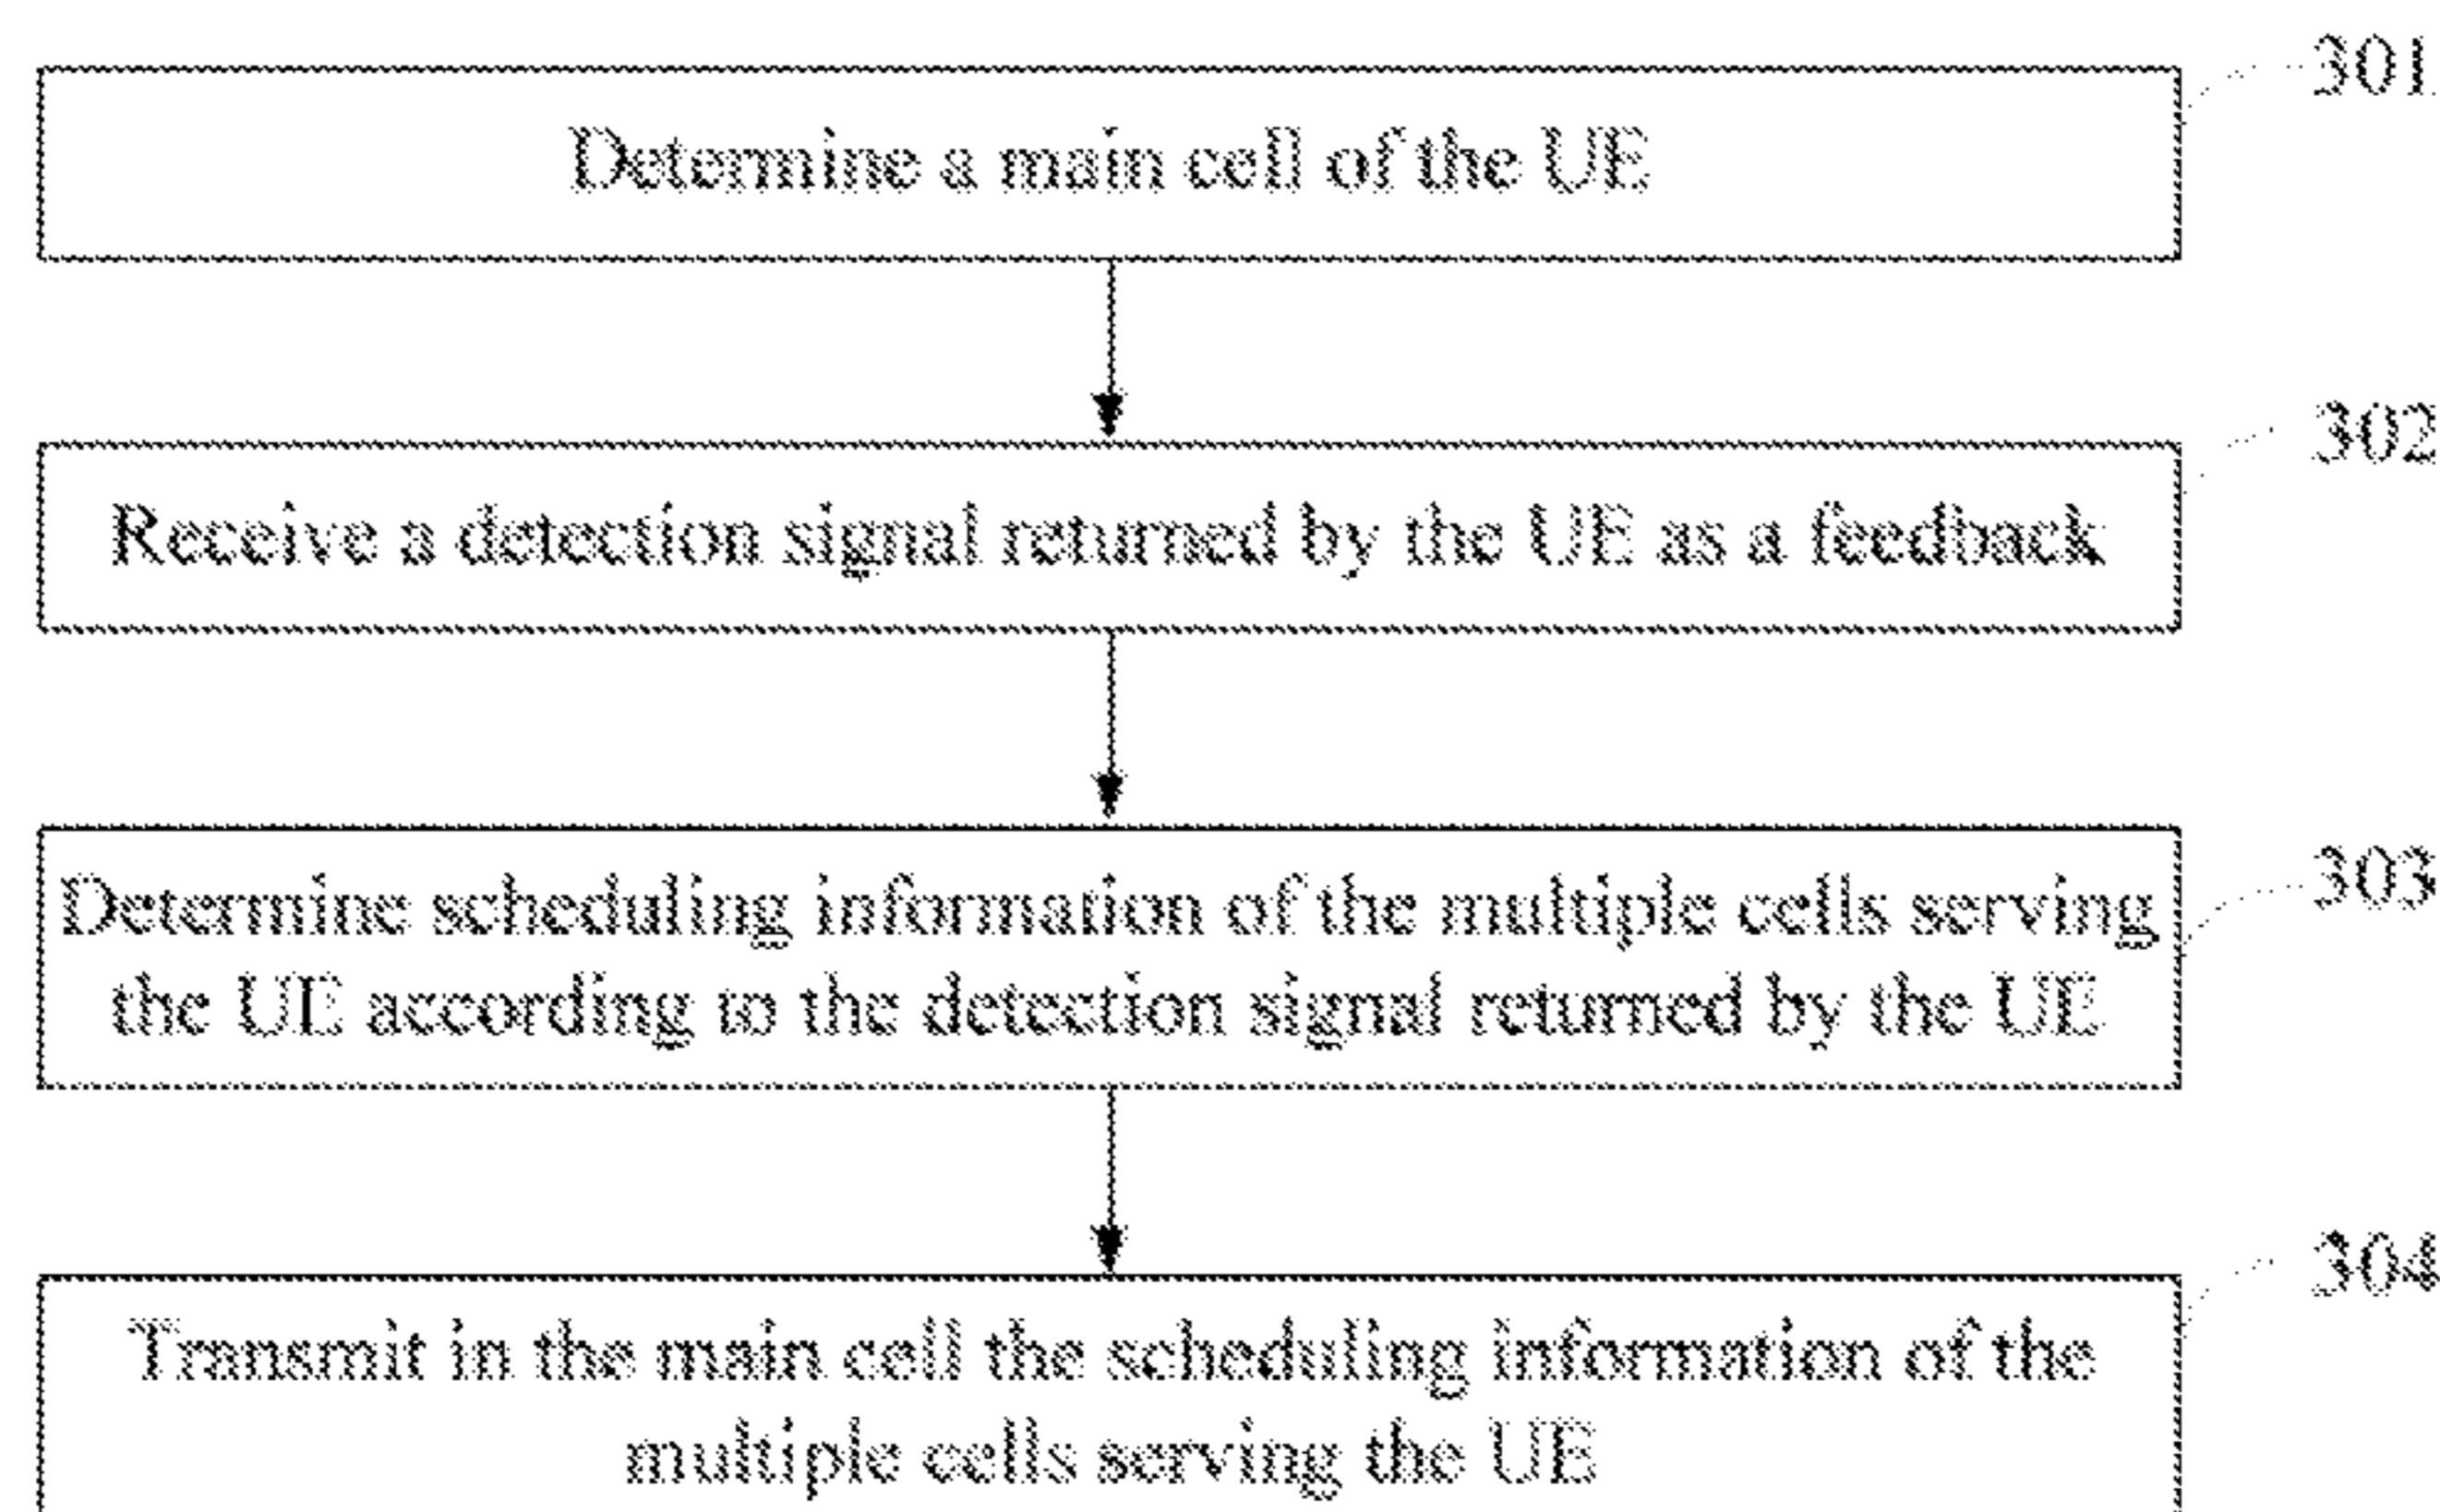 301
Determine a main cell of the UE
302
Receive a detection signal returned by the UE as a feedback
303
Determine scheduling information of the multiple cells serving
the UE according to the detection signal returned by the UE
304
Transmit in the main cell the scheduling information of the
multiple cells serving the UE